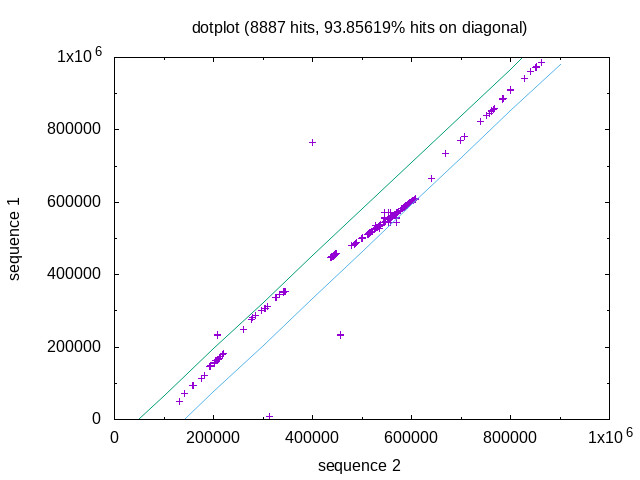 dotplot (8887 hits, 93.85619% hits on diagonal)
1x10^6
800000
600000
400000
200000
0
sequence 1
0 200000 400000 600000 800000 1x10^6
sequence 2